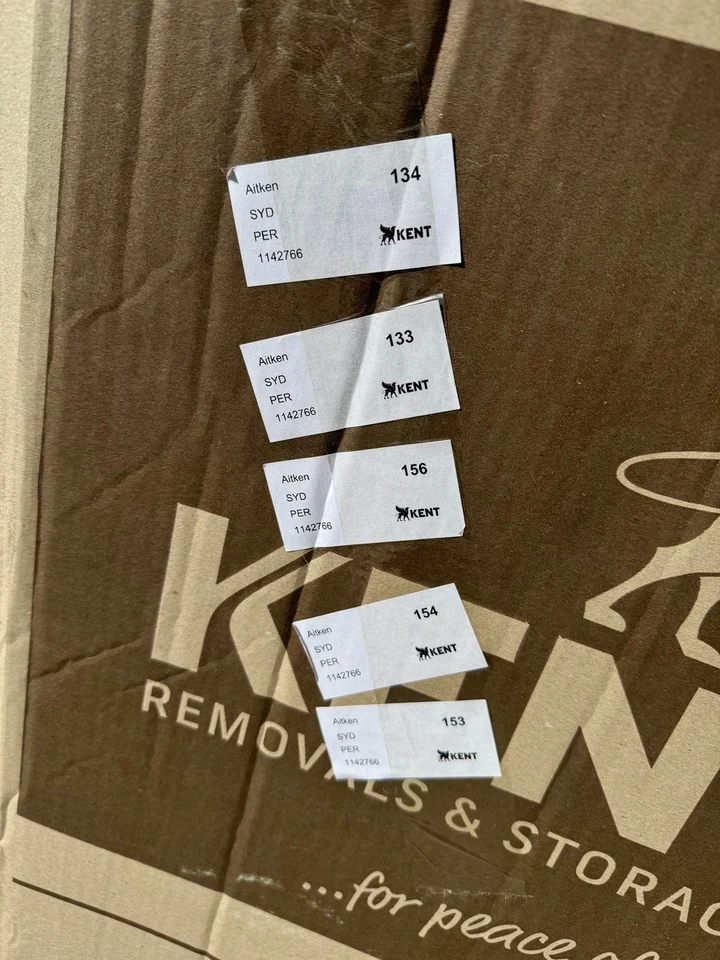 Aitken 134
SYD
PER
1142766 KENT
Aitken 133
SYD
PER KENT
1142766
Aitken 156
SYD
PER KENT
1142766
Aitken 154
SYD
PER KENT
1142766
Aitken 153
SYD
PER KENT
1142766
KEN
REMOVALS & STORAG
...for peace of